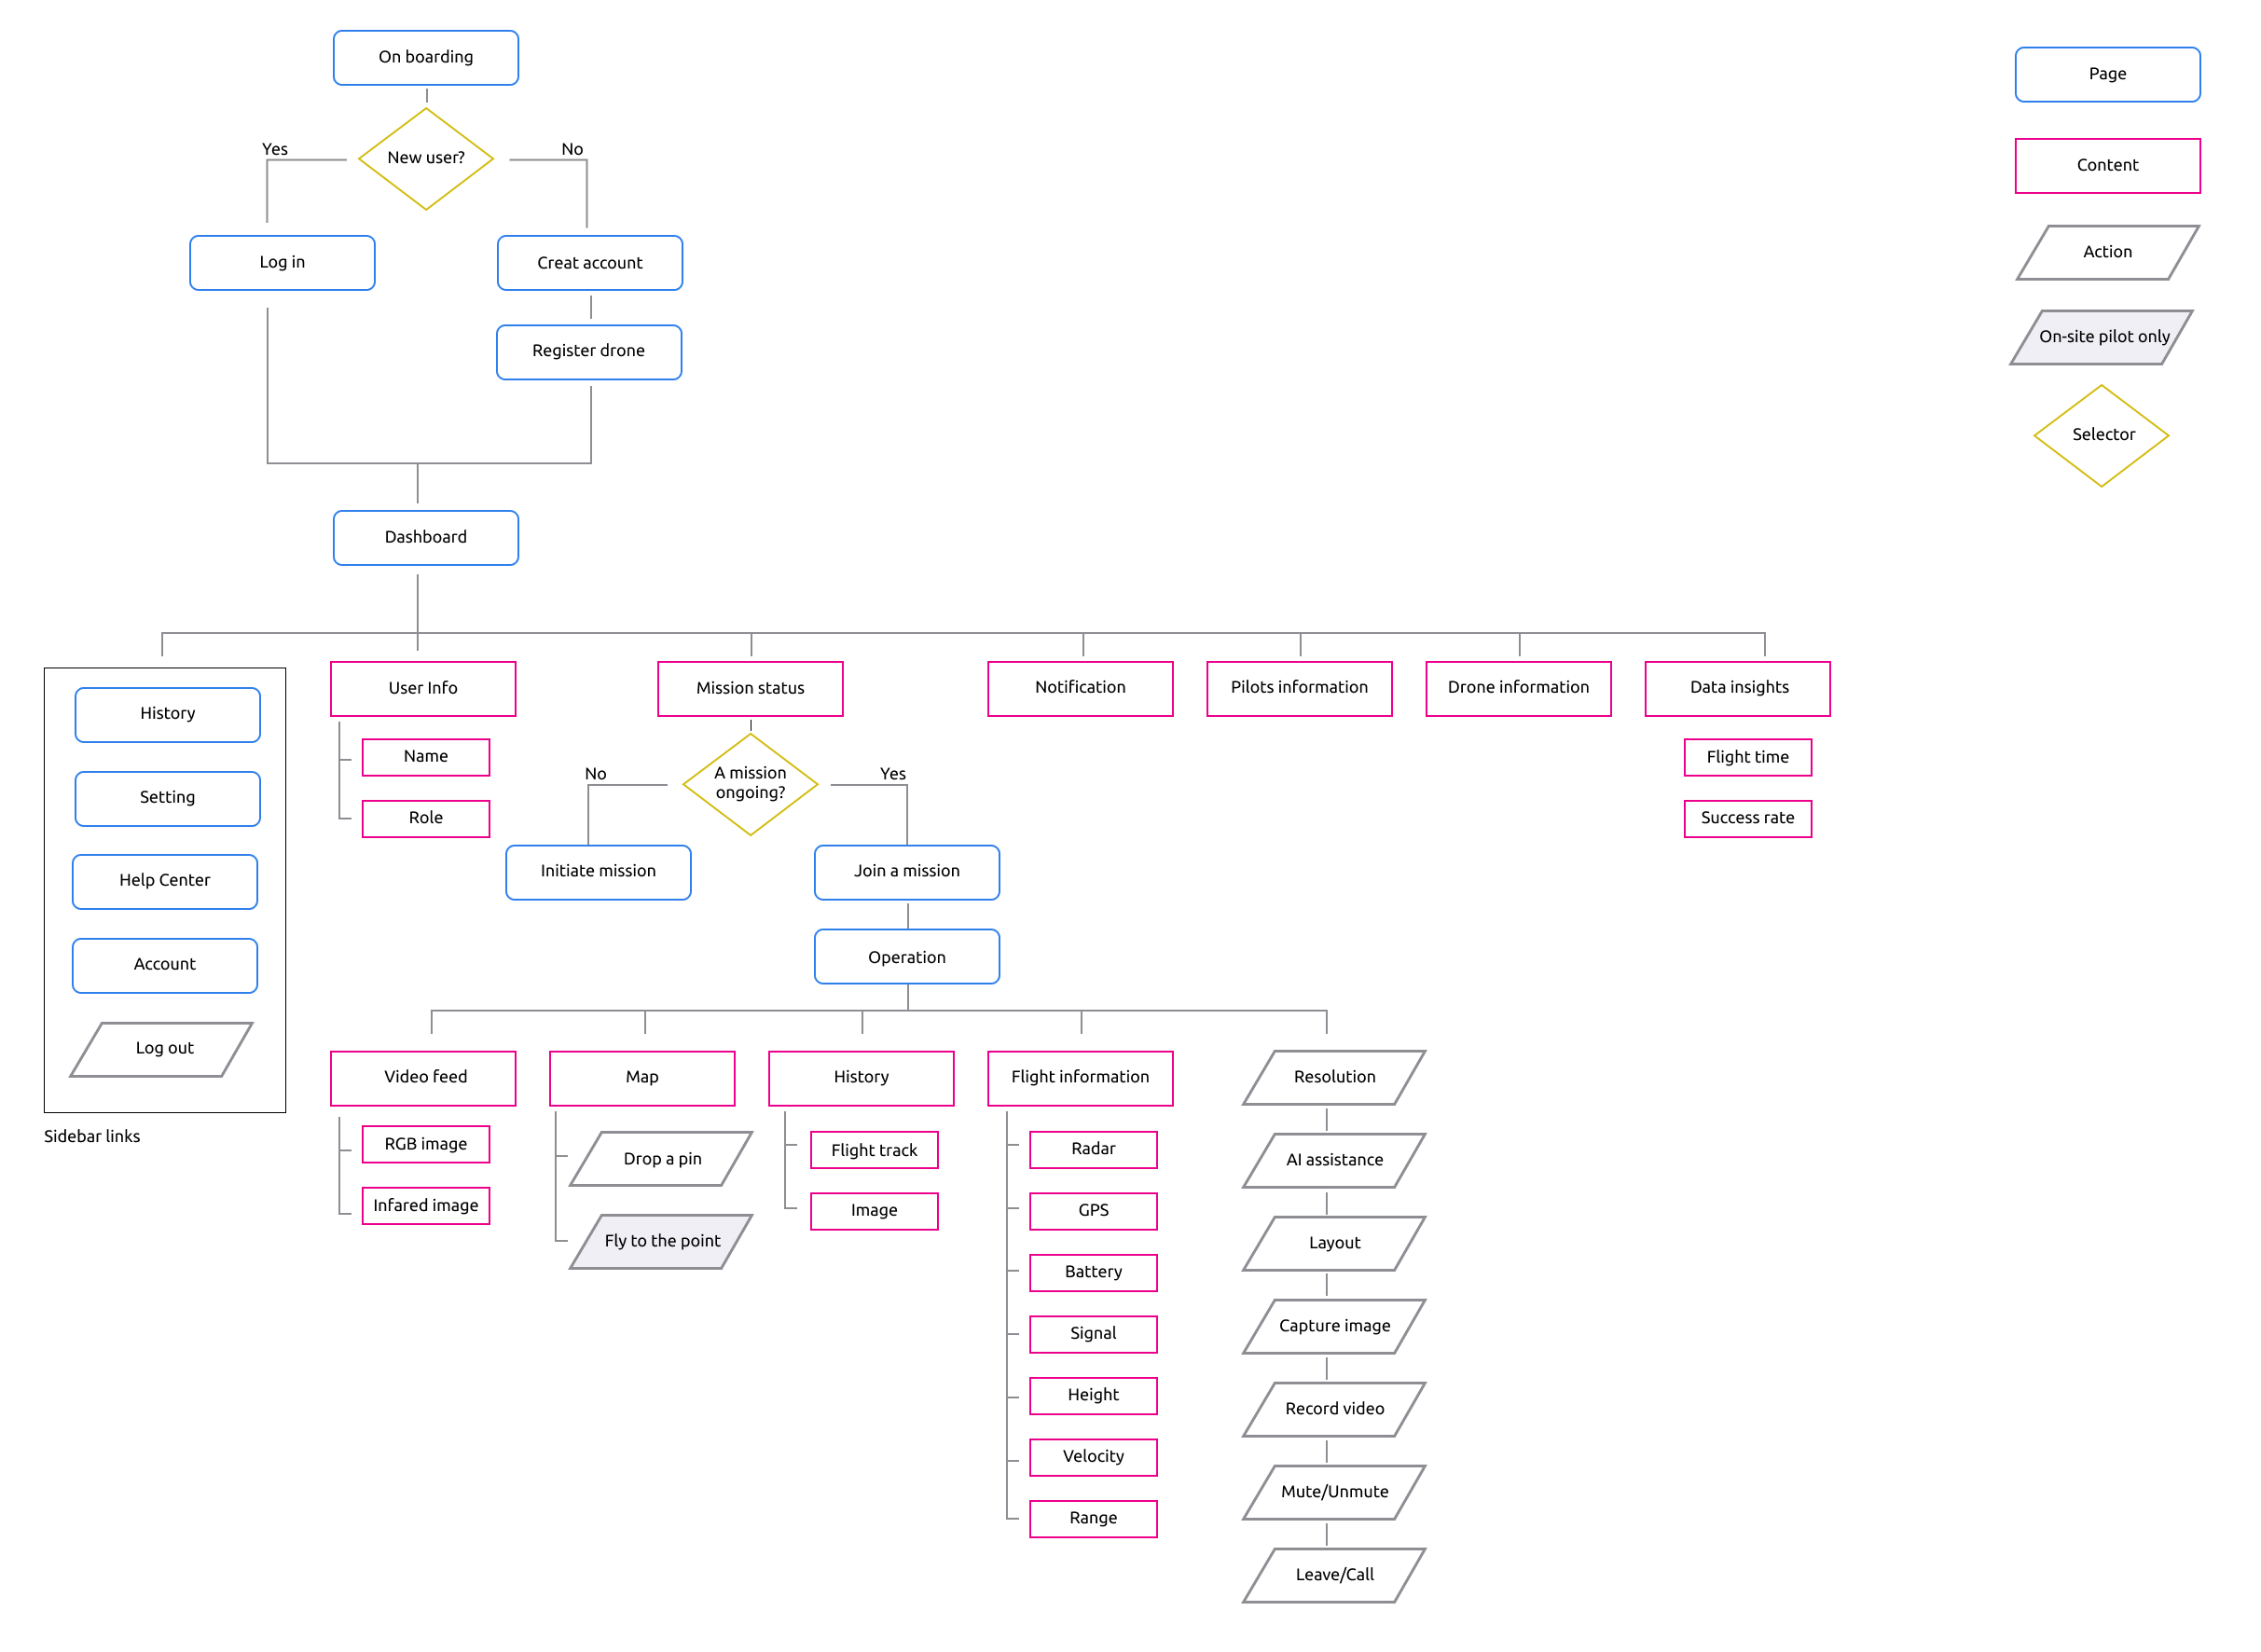 On boarding
New user?
Yes
No
Log in
Creat account
Register drone
Dashboard
Page
Content
Action
On-site pilot only
Selector
History
Setting
Help Center
Account
Log out
Sidebar links
User Info
Name
Role
Mission status
A mission
ongoing?
No
Yes
Initiate mission
Join a mission
Operation
Notification
Pilots information
Drone information
Data insights
Flight time
Success rate
Video feed
RGB image
Infared image
Map
Drop a pin
Fly to the point
History
Flight track
Image
Flight information
Radar
GPS
Battery
Signal
Height
Velocity
Range
Resolution
AI assistance
Layout
Capture image
Record video
Mute/Unmute
Leave/Call